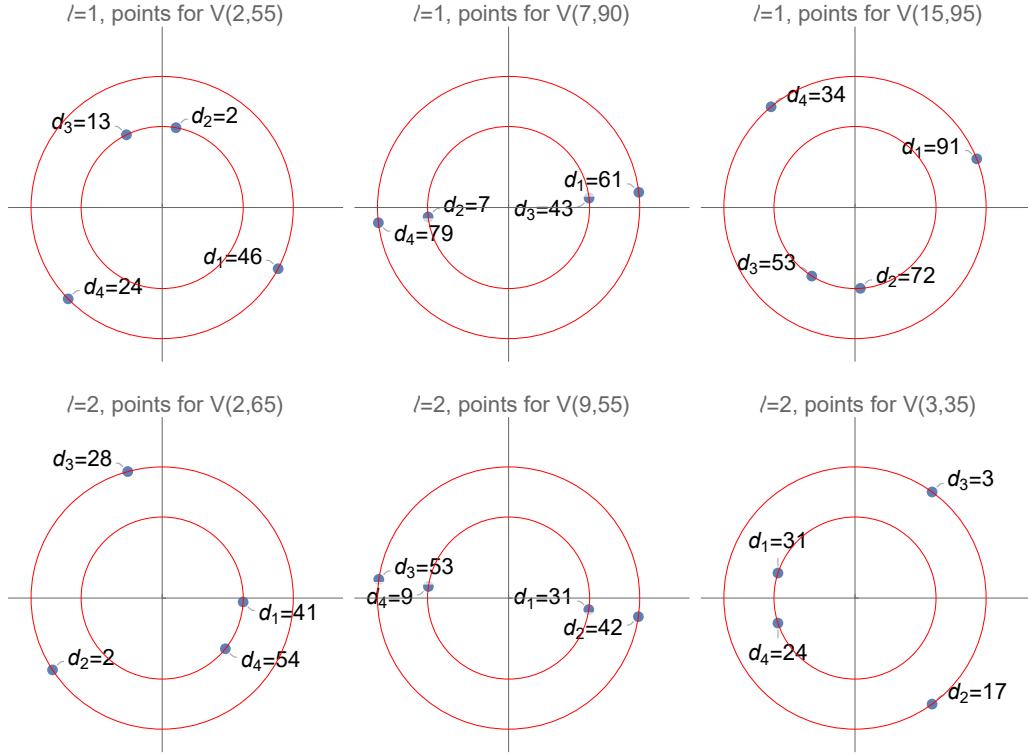 ℓ=1, points for V(2,55)
d₃=13
d₂=2
d₁=46
d₄=24
ℓ=1, points for V(7,90)
d₁=61
d₂=7
d₃=43
d₄=79
ℓ=1, points for V(15,95)
d₄=34
d₁=91
d₃=53
d₂=72
ℓ=2, points for V(2,65)
d₃=28
d₁=41
d₂=2
d₄=54
ℓ=2, points for V(9,55)
d₃=53
d₄=9
d₁=31
d₂=42
ℓ=2, points for V(3,35)
d₃=3
d₁=31
d₄=24
d₂=17